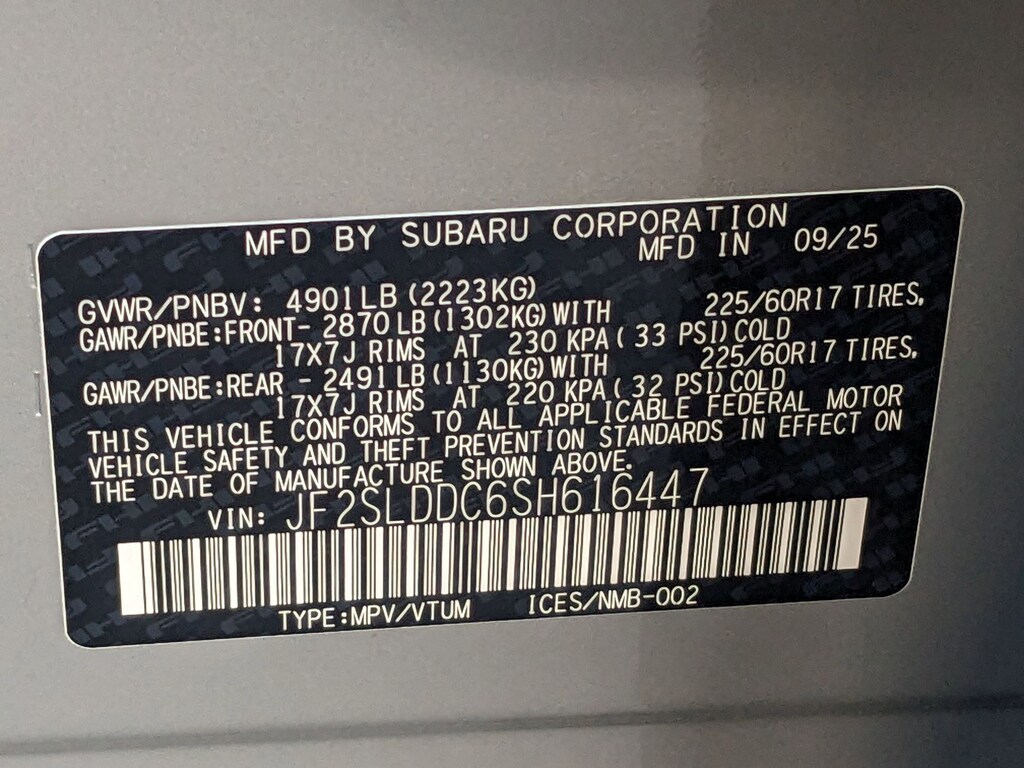 MFD BY SUBARU CORPORATION
MFD IN 09/25
GVWR/PNBV: 4901LB (2223KG)
GAWR/PNBE:FRONT- 2870LB(1302KG)WITH 225/60R17 TIRES,
17X7J RIMS AT 230 KPA( 33 PSI)COLD
GAWR/PNBE:REAR - 2491LB(1130KG)WITH 225/60R17 TIRES,
17X7J RIMS AT 220 KPA( 32 PSI)COLD
THIS VEHICLE CONFORMS TO ALL APPLICABLE FEDERAL MOTOR
VEHICLE SAFETY AND THEFT PREVENTION STANDARDS IN EFFECT ON
THE DATE OF MANUFACTURE SHOWN ABOVE.
VIN: JF2SLDDC6SH616447
TYPE:MPV/VTUM ICES/NMB-002